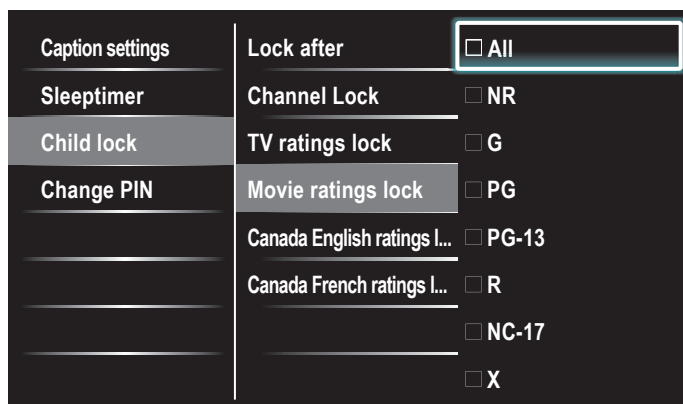 Caption settings
Sleeptimer
Child lock
Change PIN
Lock after
Channel Lock
TV ratings lock
Movie ratings lock
Canada English ratings l...
Canada French ratings l...
All
NR
G
PG
PG-13
R
NC-17
X